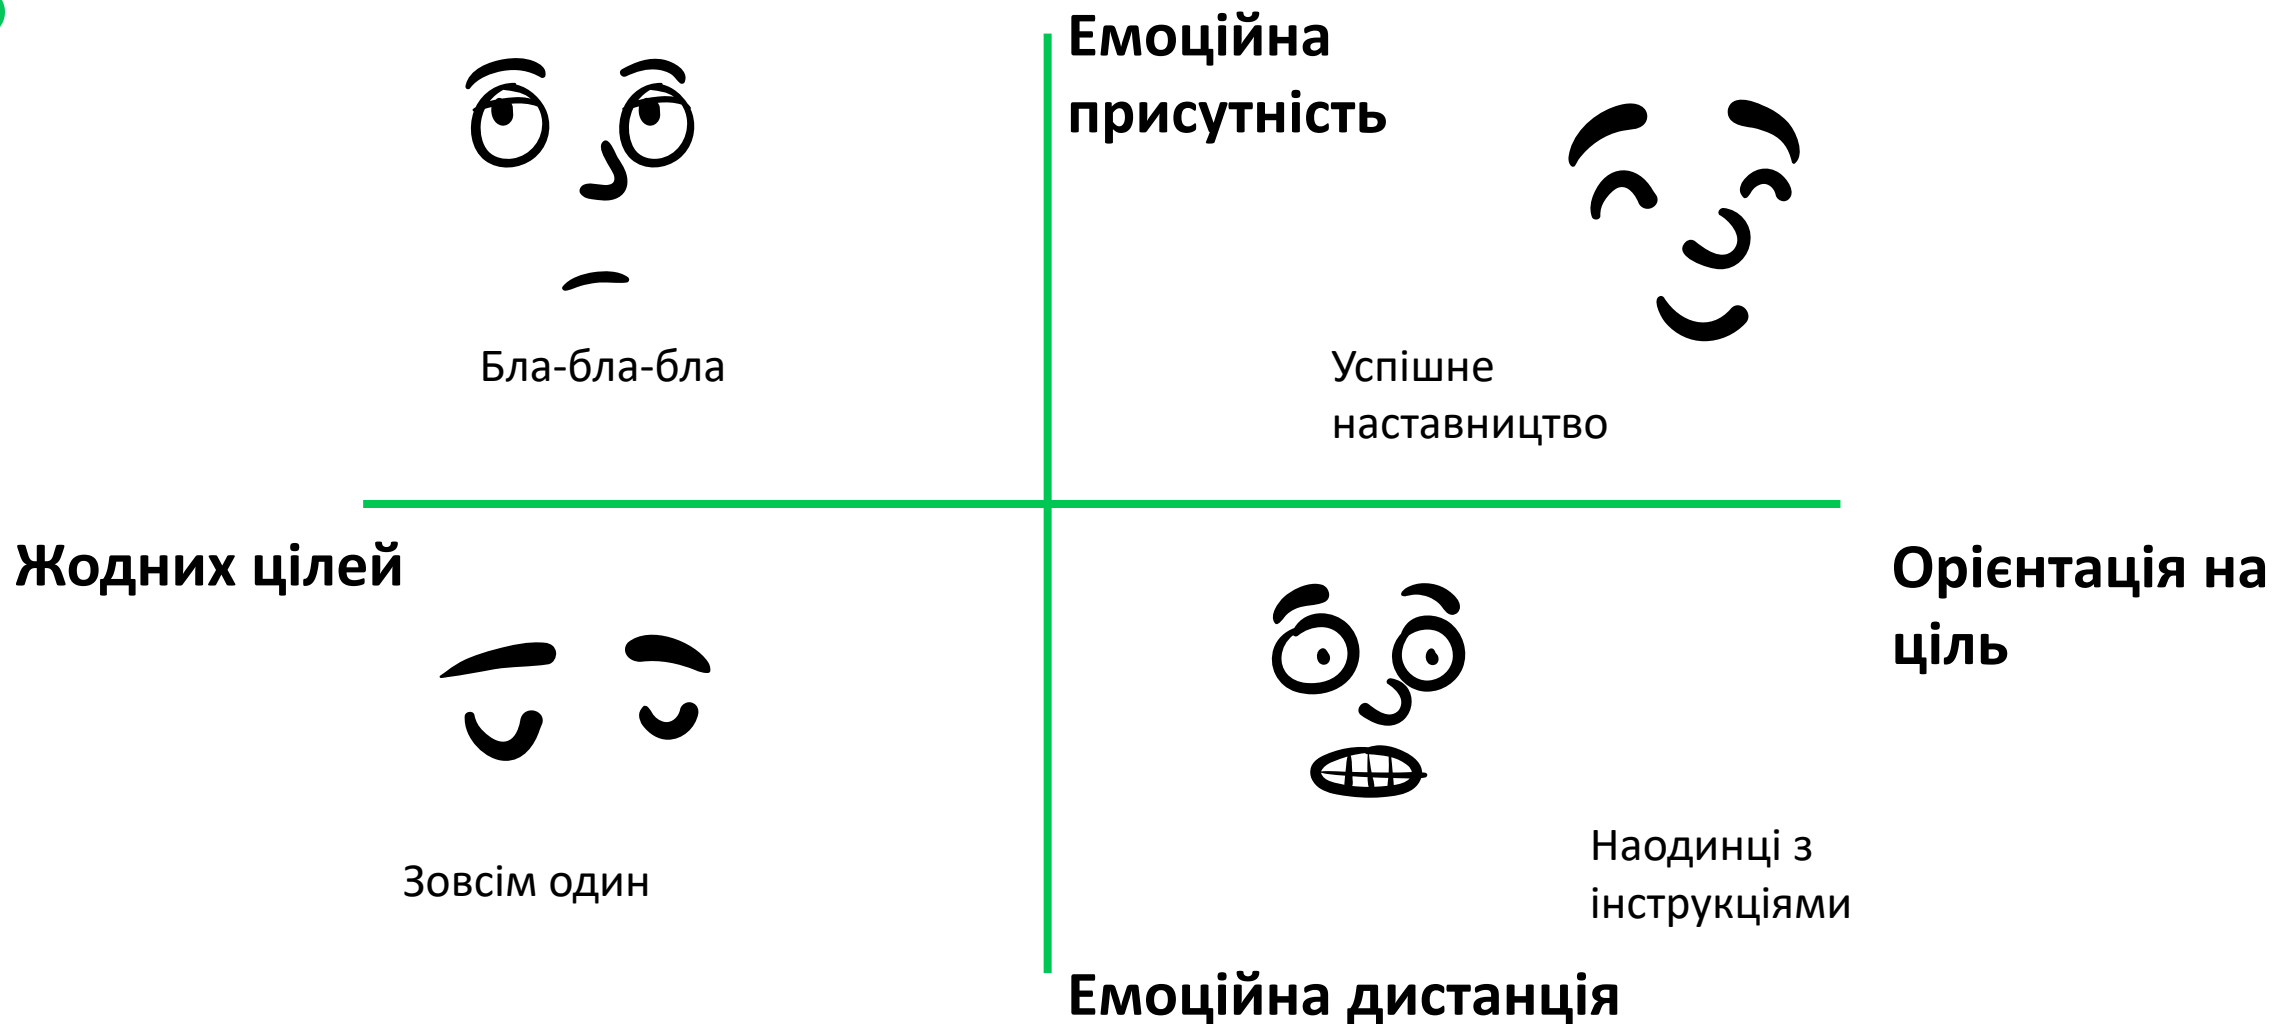 Емоційна
присутність
Бла-бла-бла
Успішне
наставництво
Жодних цілей
Орієнтація на
ціль
Зовсім один
Наодинці з
інструкціями
Емоційна дистанція